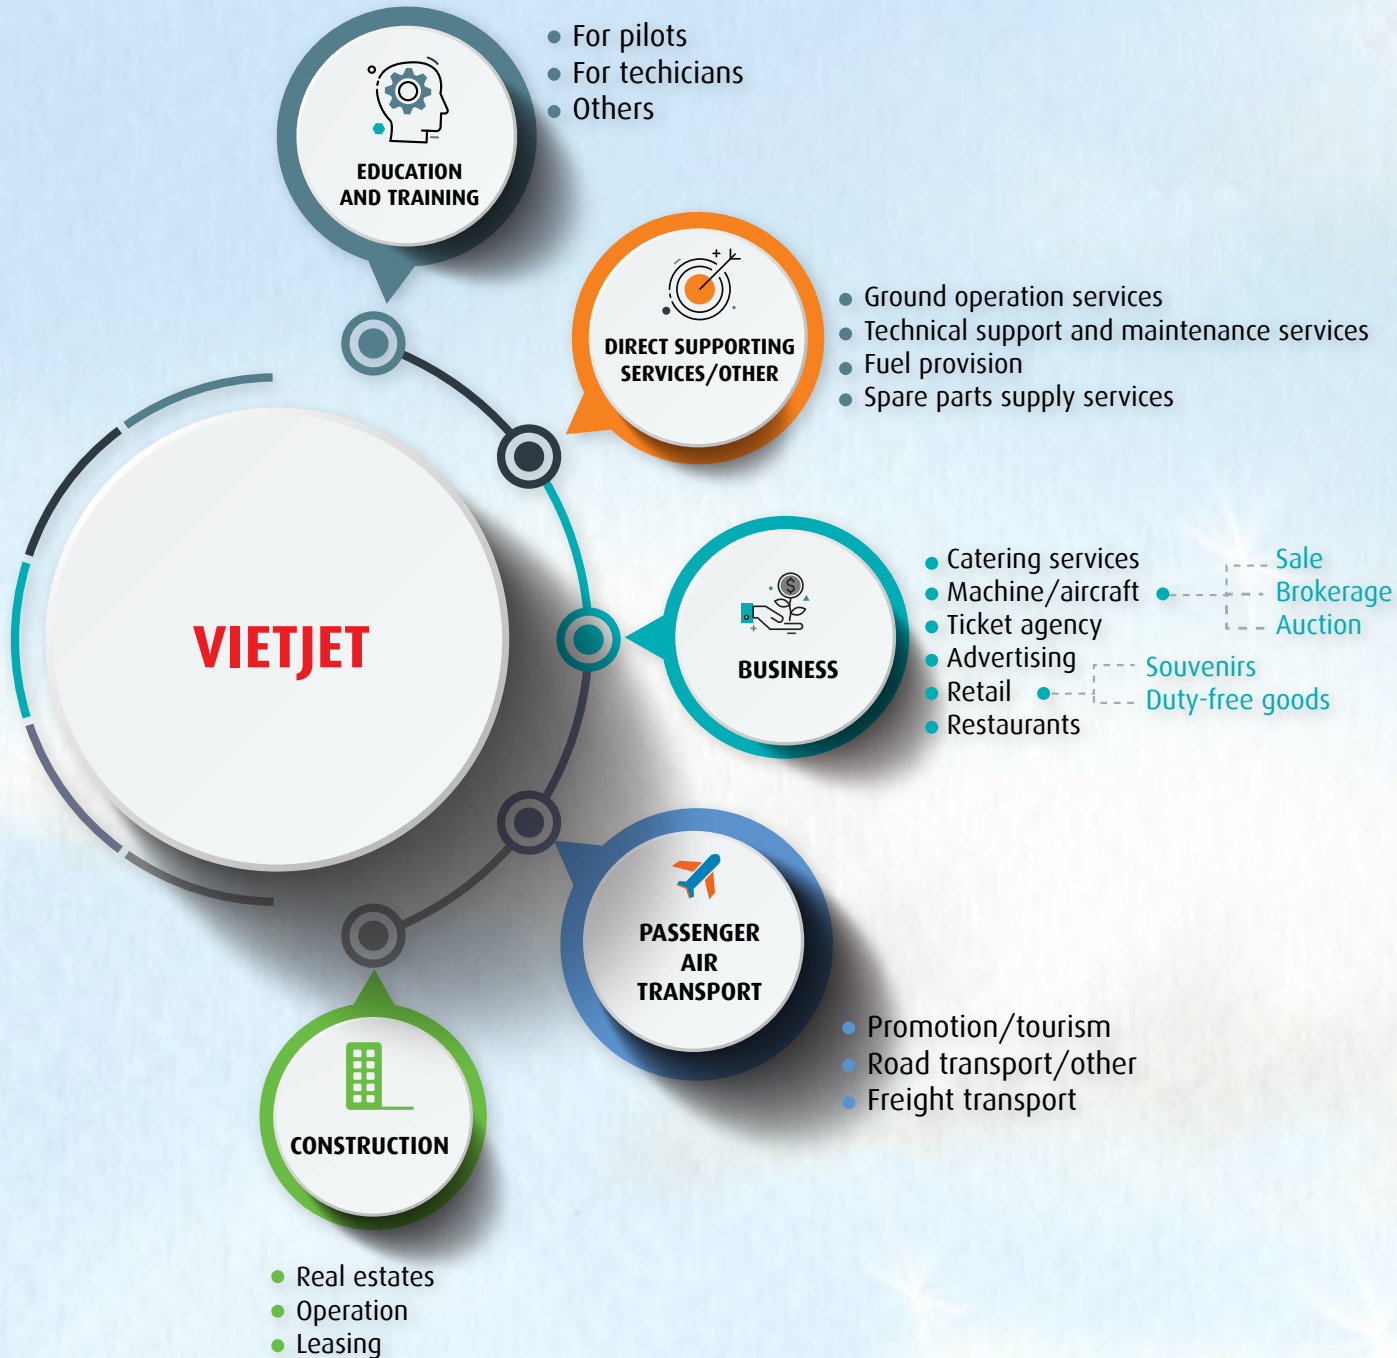 For pilots
For techicians
Others
EDUCATION
AND TRAINING
DIRECT SUPPORTING
SERVICES/OTHER
Ground operation services
Technical support and maintenance services
Fuel provision
Spare parts supply services
VIETJET
BUSINESS
Catering services
Machine/aircraft
Sale
Brokerage
Auction
Ticket agency
Advertising
Retail
Souvenirs
Duty-free goods
Restaurants
PASSENGER
AIR
TRANSPORT
Promotion/tourism
Road transport/other
Freight transport
CONSTRUCTION
Real estates
Operation
Leasing